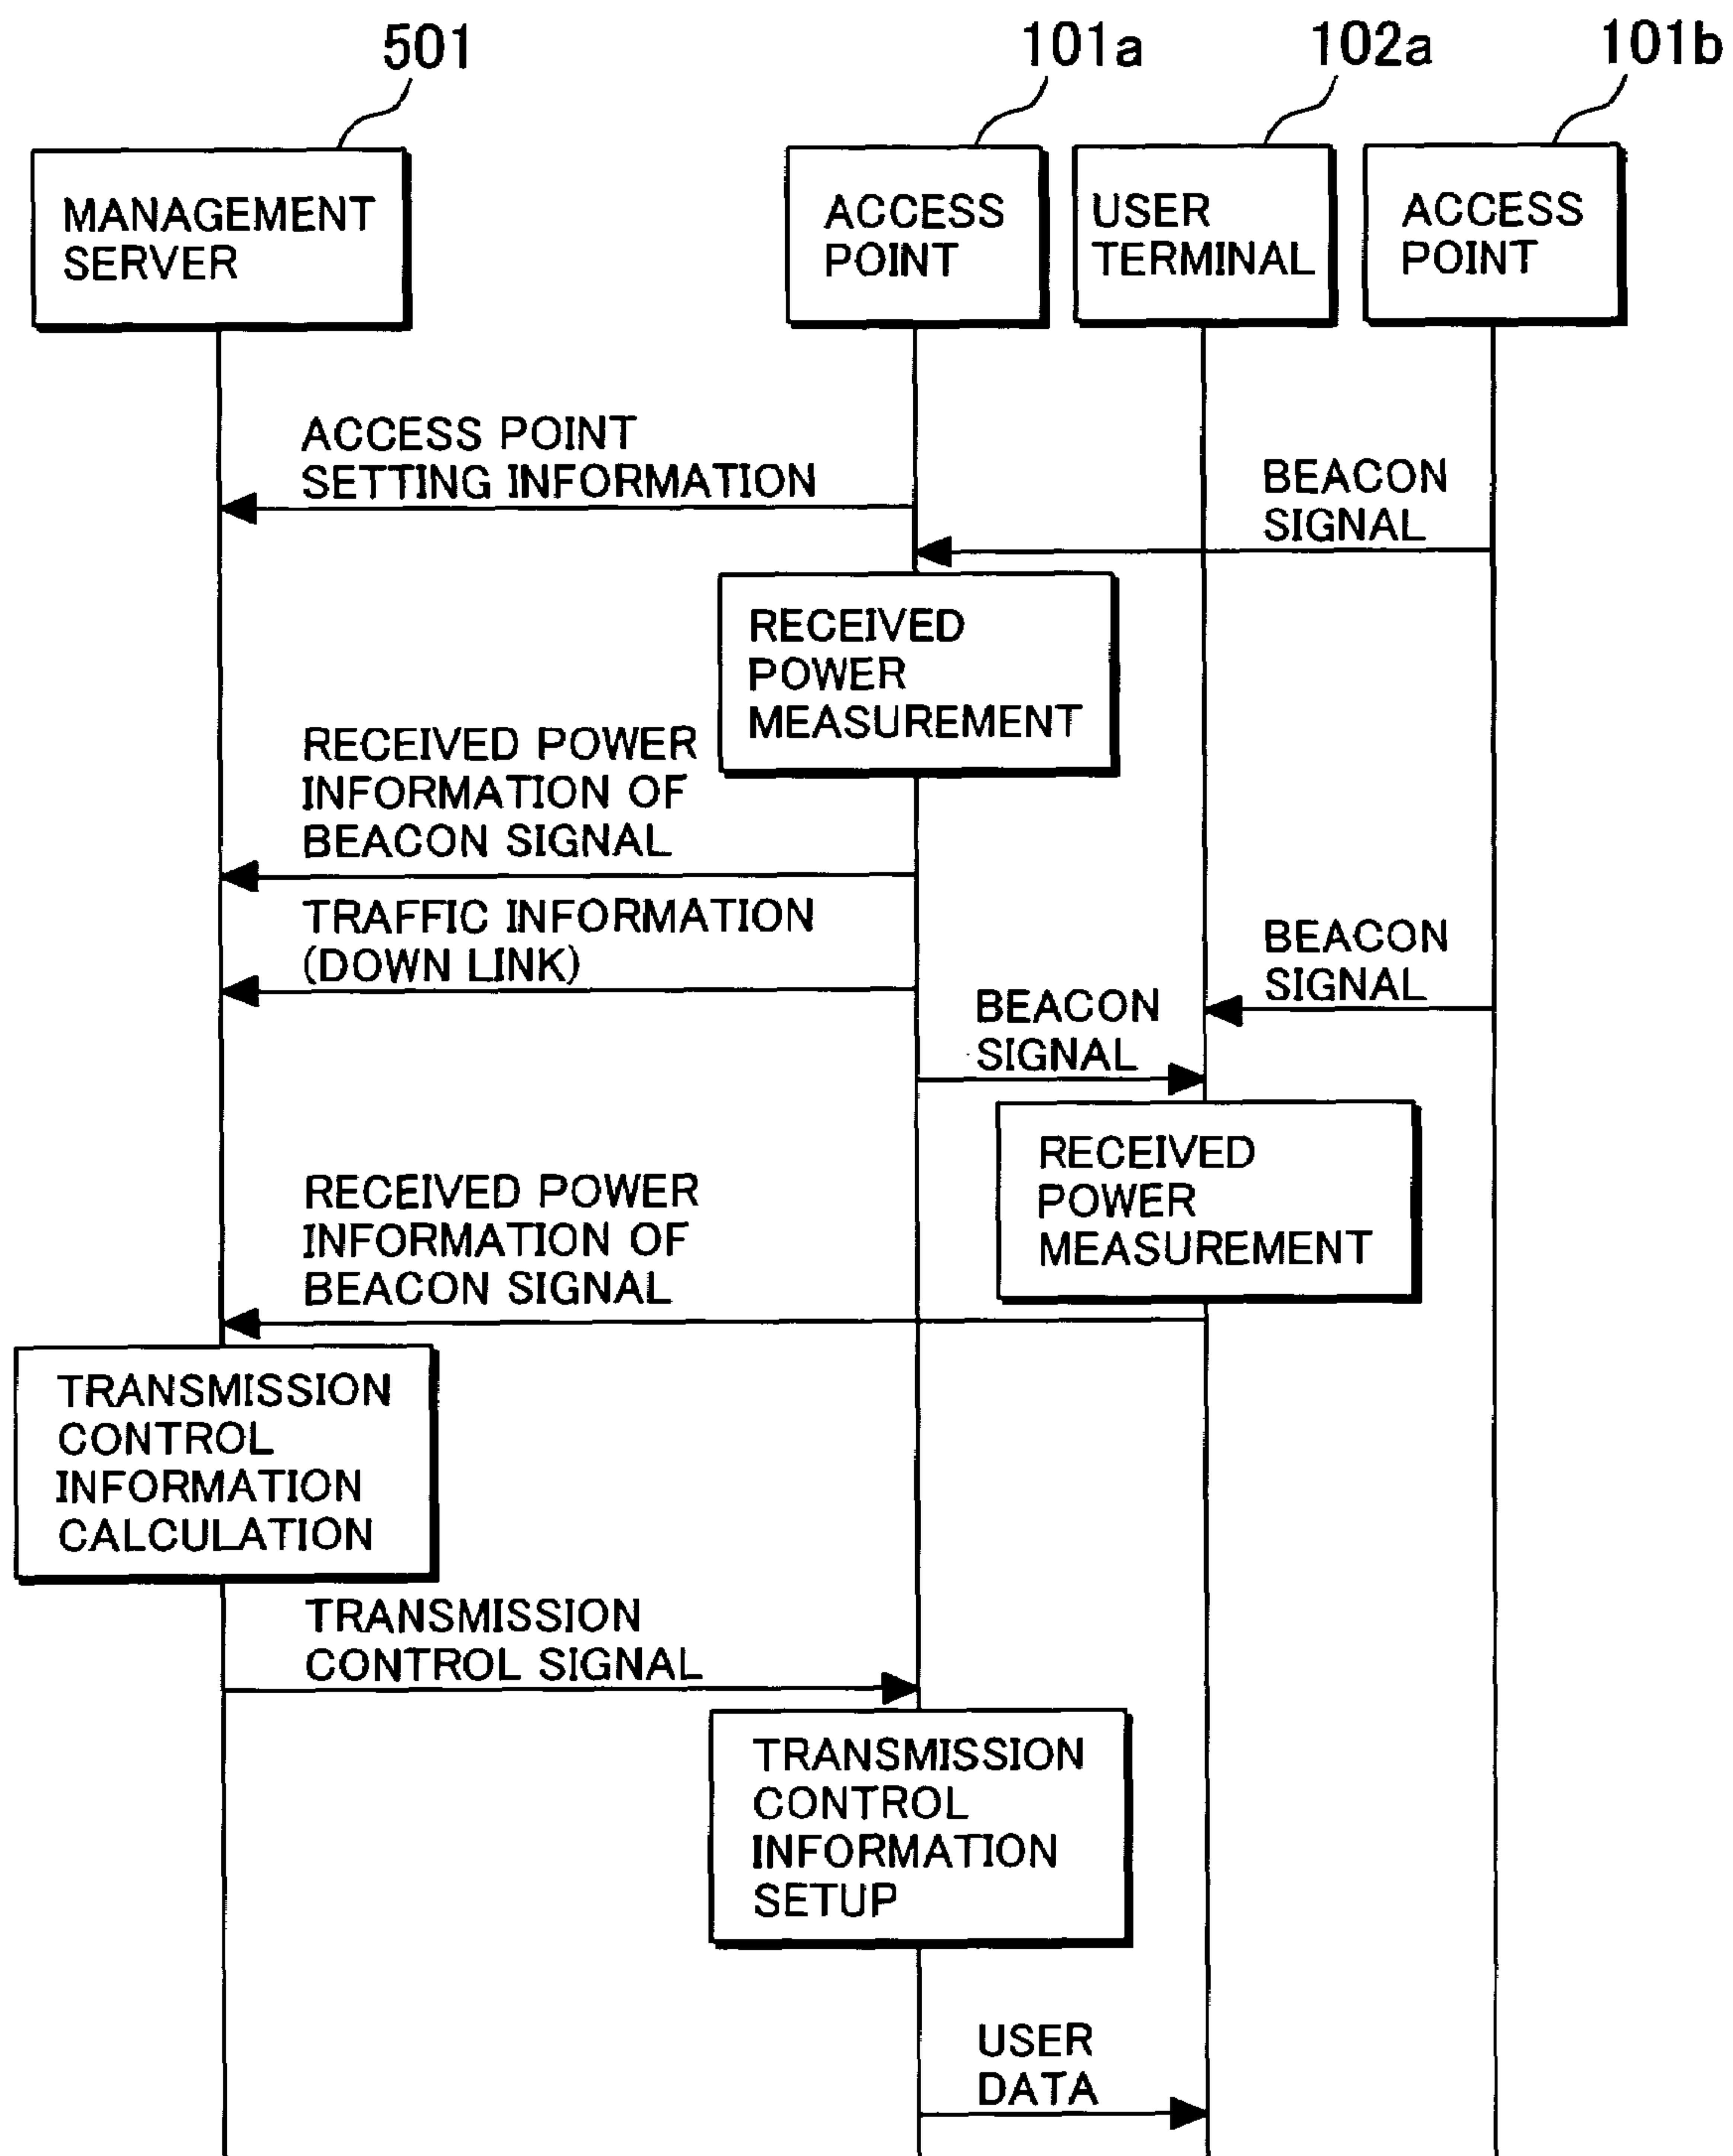 501
101a
102a
101b
MANAGEMENT
SERVER
ACCESS
POINT
USER
TERMINAL
ACCESS
POINT
ACCESS POINT
SETTING INFORMATION
BEACON
SIGNAL
RECEIVED
POWER
MEASUREMENT
RECEIVED POWER
INFORMATION OF
BEACON SIGNAL
TRAFFIC INFORMATION
(DOWN LINK)
BEACON
SIGNAL
BEACON
SIGNAL
RECEIVED
POWER
MEASUREMENT
RECEIVED POWER
INFORMATION OF
BEACON SIGNAL
TRANSMISSION
CONTROL
INFORMATION
CALCULATION
TRANSMISSION
CONTROL SIGNAL
TRANSMISSION
CONTROL
INFORMATION
SETUP
USER
DATA